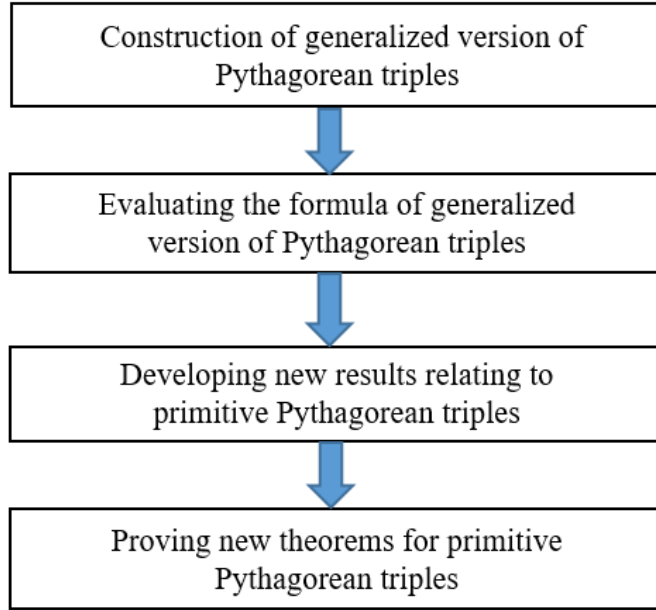 Construction of generalized version of
Pythagorean triples
Evaluating the formula of generalized
version of Pythagorean triples
Developing new results relating to
primitive Pythagorean triples
Proving new theorems for primitive
Pythagorean triples